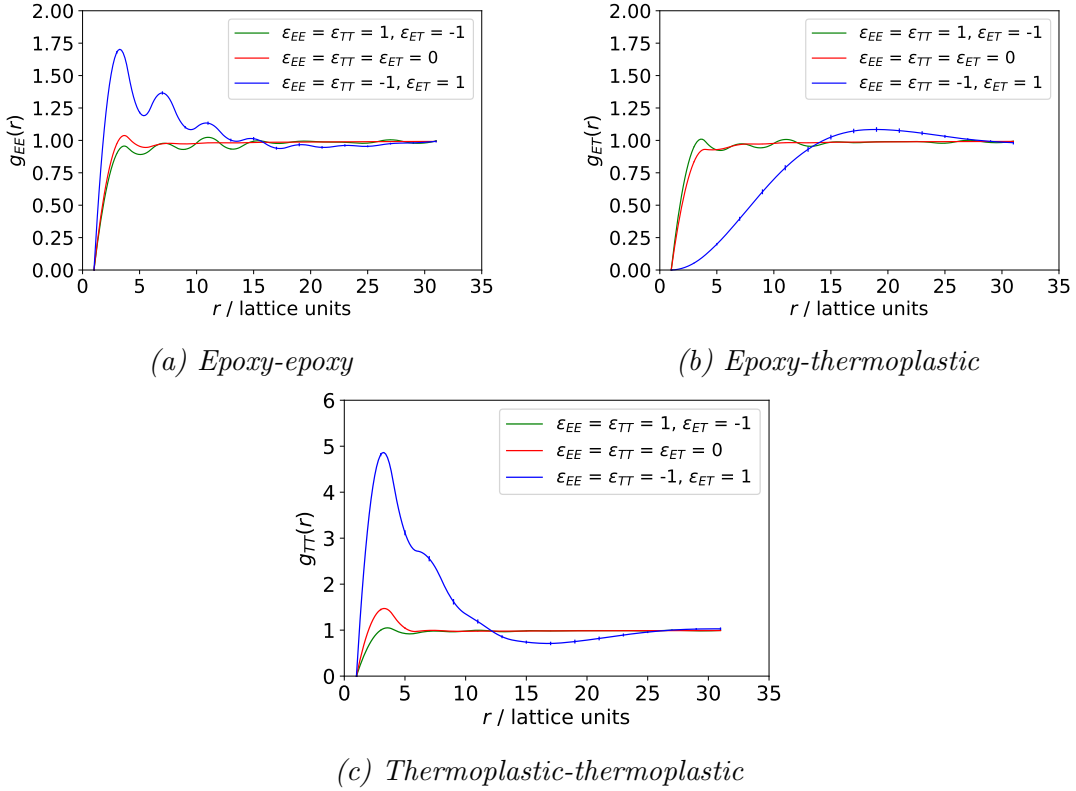 2.00
1.75
1.50
1.25
1.00
0.75
0.50
0.25
0.00
g_EE(r)
ε_EE = ε_TT = 1, ε_ET = -1
ε_EE = ε_TT = ε_ET = 0
ε_EE = ε_TT = -1, ε_ET = 1
0 5 10 15 20 25 30 35
r / lattice units
(a) Epoxy-epoxy
2.00
1.75
1.50
1.25
1.00
0.75
0.50
0.25
0.00
g_ET(r)
ε_EE = ε_TT = 1, ε_ET = -1
ε_EE = ε_TT = ε_ET = 0
ε_EE = ε_TT = -1, ε_ET = 1
0 5 10 15 20 25 30 35
r / lattice units
(b) Epoxy-thermoplastic
6
5
4
3
2
1
0
g_TT(r)
ε_EE = ε_TT = 1, ε_ET = -1
ε_EE = ε_TT = ε_ET = 0
ε_EE = ε_TT = -1, ε_ET = 1
0 5 10 15 20 25 30 35
r / lattice units
(c) Thermoplastic-thermoplastic